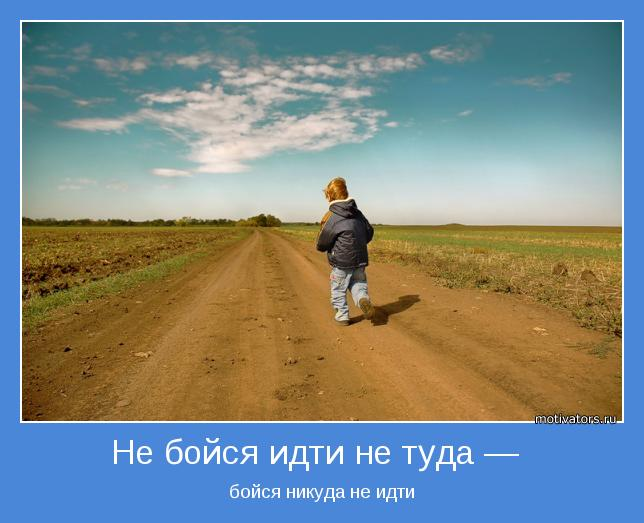 motivators.ru
Не бойся идти не туда —
бойся никуда не идти